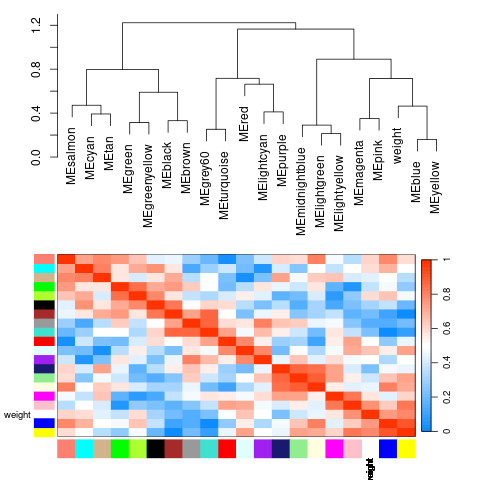 1.2
0.8
0.4
0.0
MEsalmon
MEcyan
MEtan
MEgreen
MEgreenyellow
MEblack
MEbrown
MEgrey60
MEturquoise
MEred
MElightcyan
MEpurple
MEmidnightblue
MElightgreen
MElightyellow
MEmagenta
MEpink
weight
MEblue
MEyellow
1
0.8
0.6
0.4
0.2
0
weight
weight